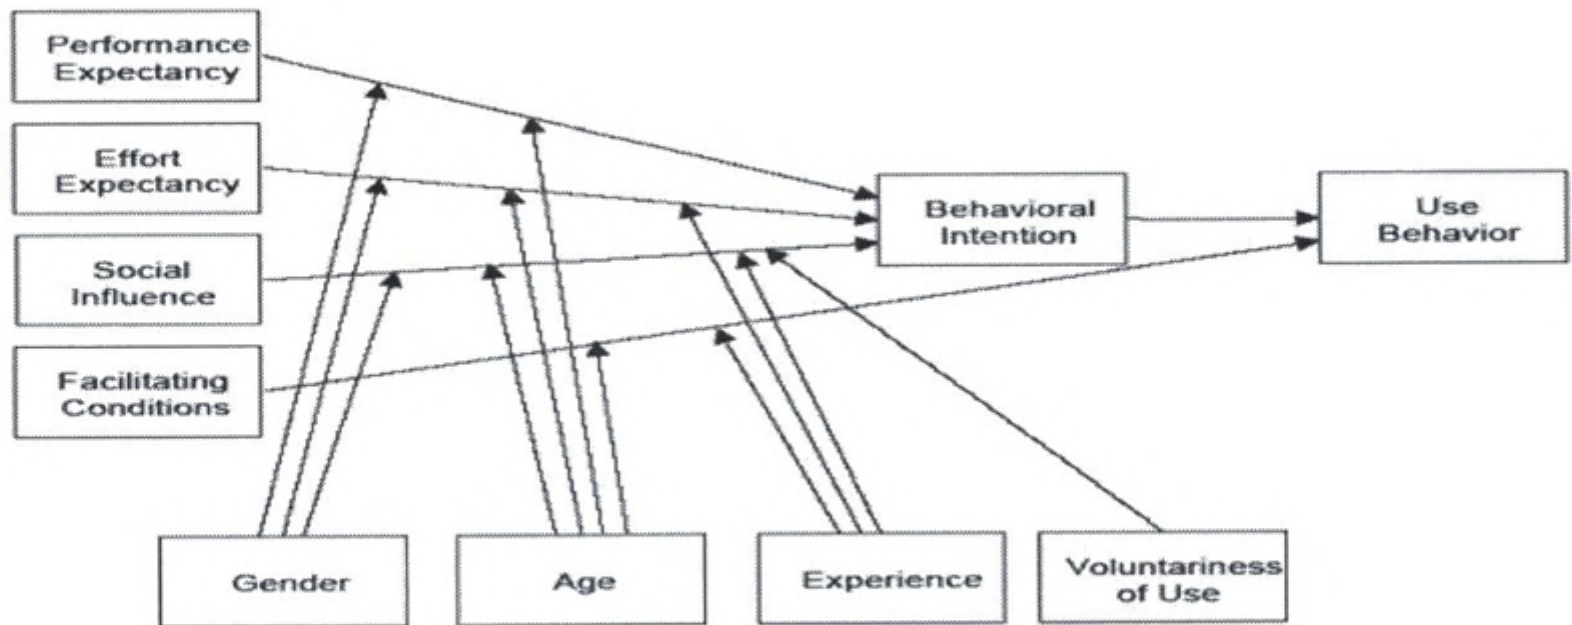 Performance
Expectancy
Effort
Expectancy
Social
Influence
Facilitating
Conditions
Behavioral
Intention
Use
Behavior
Gender
Age
Experience
Voluntariness
of Use